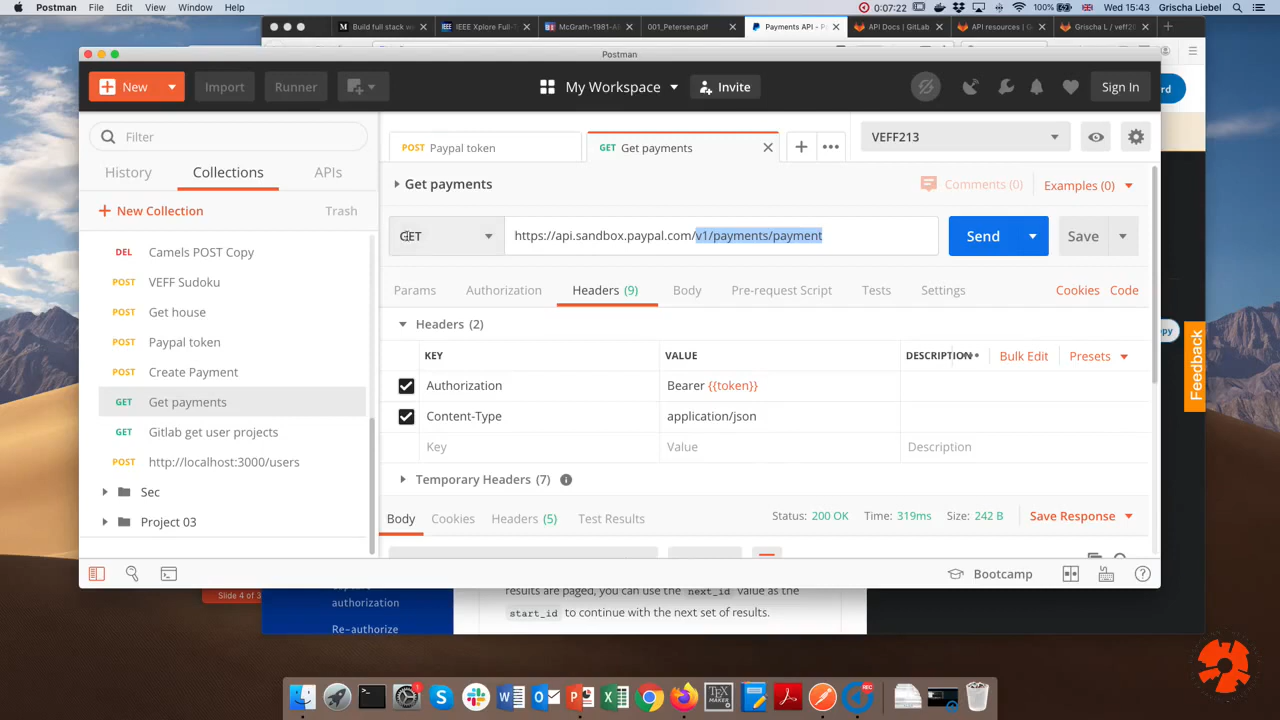 Postman File Edit View Window Help 0:07:22 100% Wed 29 Jan 15:43 Grischa Liebel
Build full stack w IEEE Xplore Full-T McGrath-1981-A 001_Petersen.pdf Payments API - P API Docs | GitLab API resources | G Grischa L / veff2
Postman
New Import Runner My Workspace Invite Sign In
Filter
History Collections APIs
New Collection Trash
DEL Camels POST Copy
POST VEFF Sudoku
POST Get house
POST Paypal token
POST Create Payment
GET Get payments
GET Gitlab get user projects
POST http://localhost:3000/users
Sec
Project 03
POST Paypal token GET Get payments VEFF213
Get payments Comments (0) Examples (0)
GET https://api.sandbox.paypal.com/v1/payments/payment Send Save
Params Authorization Headers (9) Body Pre-request Script Tests Settings Cookies Code
Headers (2)
KEY VALUE DESCRIPTION Bulk Edit Presets
Authorization Bearer {{token}}
Content-Type application/json
Key Value Description
Temporary Headers (7)
Body Cookies Headers (5) Test Results Status: 200 OK Time: 319ms Size: 242 B Save Response
Bootcamp
Feedback
Slide 4 of 3
authorization
Re-authorize
results are paged, you can use the next_id value as the
start_id to continue with the next set of results.